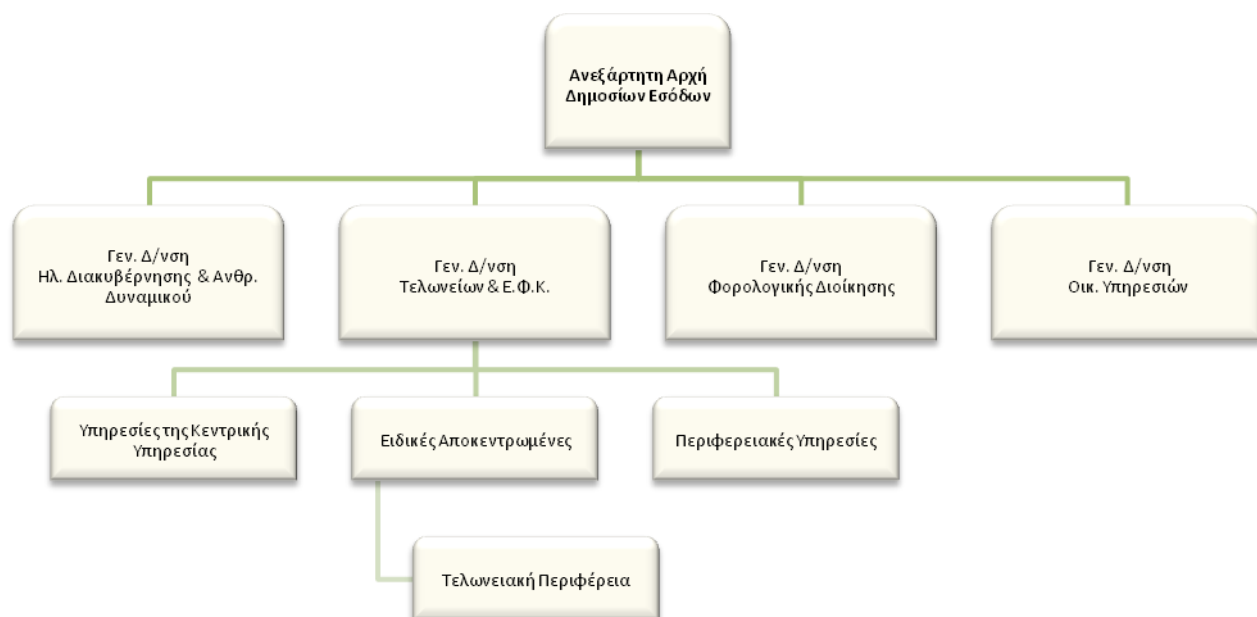 Ανεξάρτητη Αρχή
Δημοσίων Εσόδων
Γεν. Δ/νση
Ηλ. Διακυβέρνησης & Ανθρ.
Δυναμικού
Γεν. Δ/νση
Τελωνείων & Ε.Φ.Κ.
Γεν. Δ/νση
Φορολογικής Διοίκησης
Γεν. Δ/νση
Οικ. Υπηρεσιών
Υπηρεσίες της Κεντρικής
Υπηρεσίας
Ειδικές Αποκεντρωμένες
Περιφερειακές Υπηρεσίες
Τελωνειακή Περιφέρεια